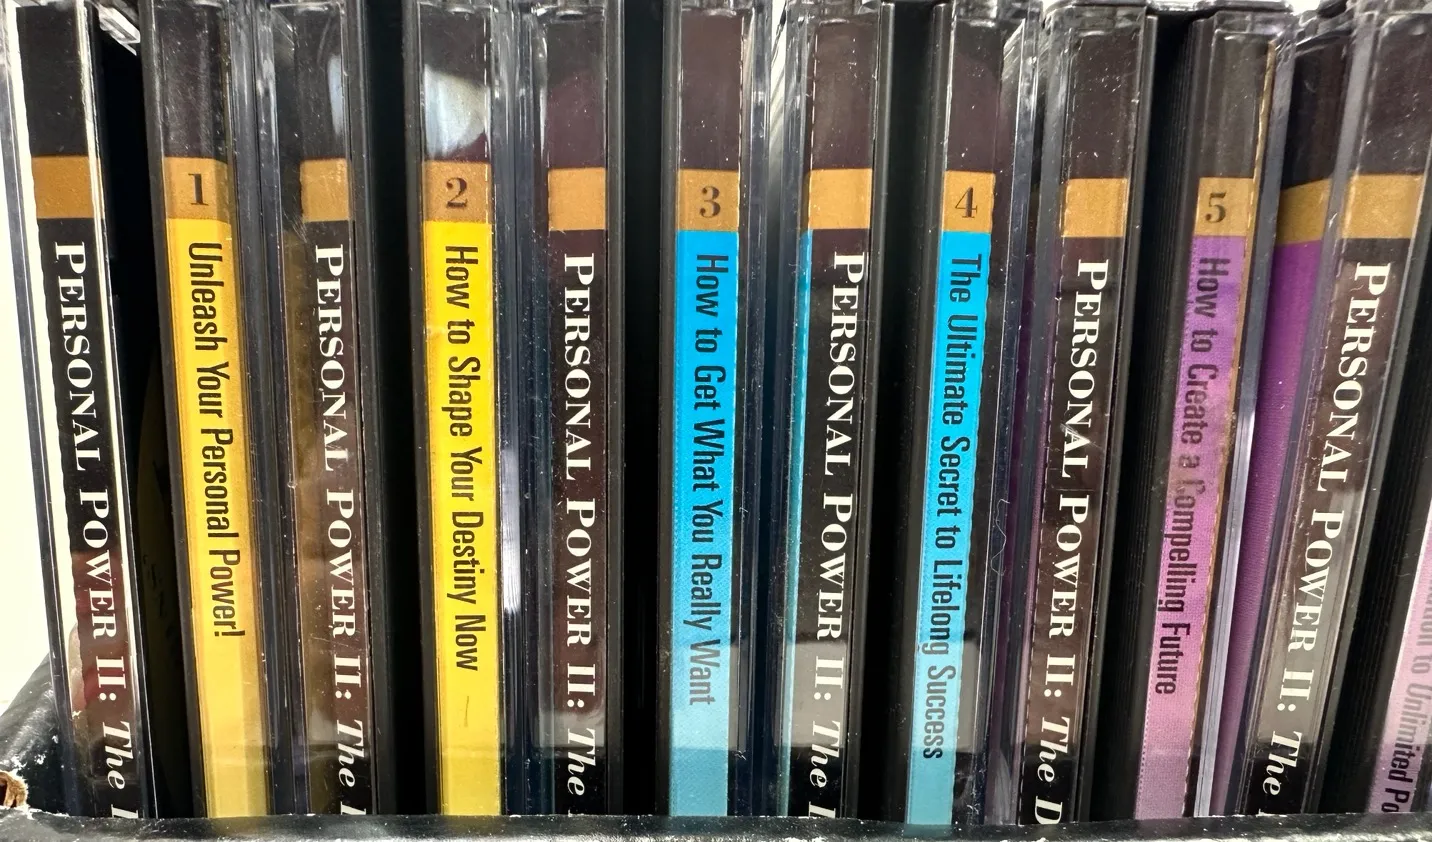 PERSONAL POWER II: The
1
Unleash Your Personal Power!
PERSONAL POWER II: The
2
How to Shape Your Destiny Now
PERSONAL POWER II: The
3
How to Get What You Really Want
PERSONAL POWER II: The
4
The Ultimate Secret to Lifelong Success
PERSONAL POWER II: The D
5
How to Create a Compelling Future
PERSONAL POWER II: The
to Unlimited Po